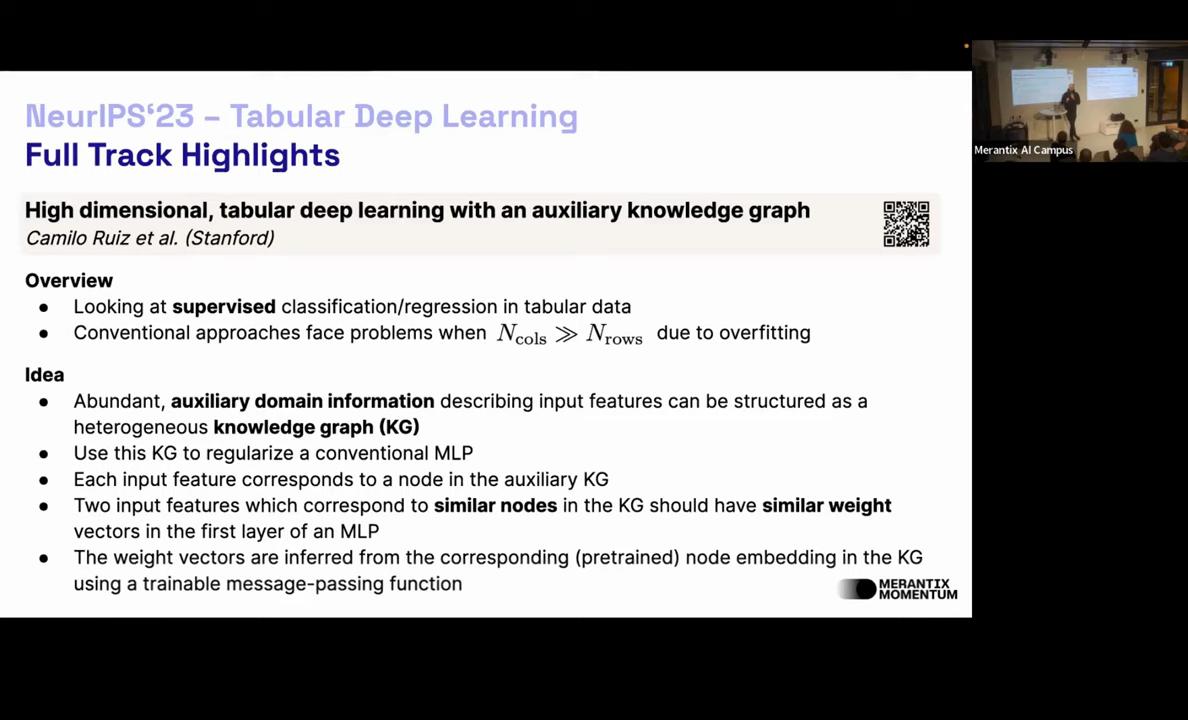 NeurIPS‘23 – Tabular Deep Learning
Full Track Highlights
High dimensional, tabular deep learning with an auxiliary knowledge graph
Camilo Ruiz et al. (Stanford)
Overview
● Looking at supervised classification/regression in tabular data
● Conventional approaches face problems when N_cols ≫ N_rows due to overfitting
Idea
● Abundant, auxiliary domain information describing input features can be structured as a
heterogeneous knowledge graph (KG)
● Use this KG to regularize a conventional MLP
● Each input feature corresponds to a node in the auxiliary KG
● Two input features which correspond to similar nodes in the KG should have similar weight
vectors in the first layer of an MLP
● The weight vectors are inferred from the corresponding (pretrained) node embedding in the KG
using a trainable message-passing function
MERANTIX
MOMENTUM
Merantix AI Campus